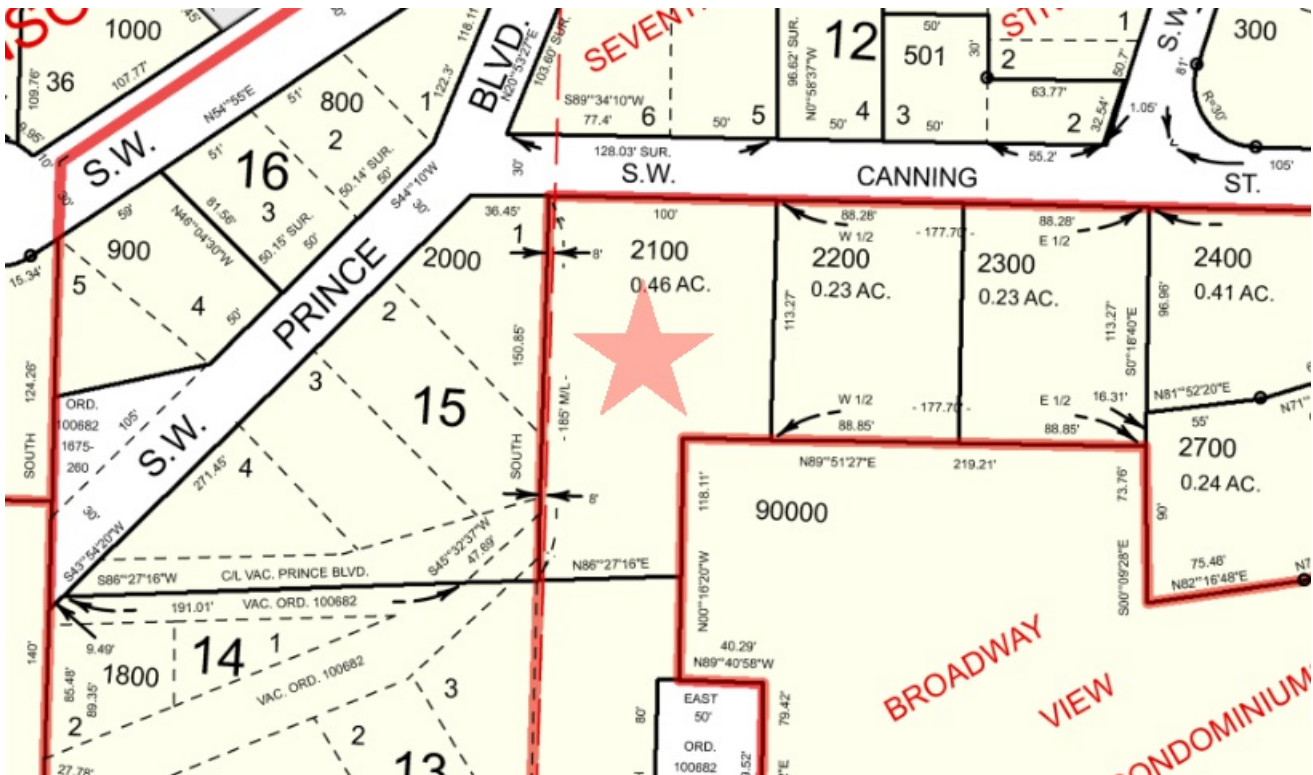 1000
36
107.77'
109.76'
9.95'
10'
30'
S.W.
N54°55'E
51'
51'
800
2
1
16
3
81.56'
N46°04'30"W
50.14' SUR.
50'
50.15' SUR.
50'
S44°10'W
30'
59'
900
5
4
50'
15.34'
124.26'
SOUTH
118.11'
122.3'
BLVD.
N20°53'27"E
103.60' SUR.
SEVENT
S89°34'10"W
77.4'
6
50'
5
96.62' SUR.
N0°58'37"W
12
4
50'
50'
501
30'
3
50'
2
1
63.77'
2
32.54'
50.7'
S.W.
1.05'
81'
R=30'
300
105'
30'
128.03' SUR.
S.W.
CANNING
ST.
55.2'
36.45'
1
2000
8'
100'
2100
0.46 AC.
88.28'
W 1/2
- 177.70' -
88.28'
E 1/2
2200
0.23 AC.
2300
0.23 AC.
2400
0.41 AC.
113.27'
113.27'
S0°18'40"E
96.96'
PRINCE
2
3
15
150.85'
- 185' M/L -
SOUTH
W 1/2
88.85'
- 177.70' -
E 1/2
88.85'
16.31'
N81°52'20"E
55'
N71°
2700
0.24 AC.
ORD.
100682
1675-
260
105'
S.W.
271.45'
4
30'
8'
N89°51'27"E
219.21'
118.11'
90000
73.76'
90'
S43°54'20"W
S86°27'16"W
C/L VAC. PRINCE BLVD.
S45°32'37"W
47.69'
N86°27'16"E
N00°16'20"W
S00°09'28"E
75.48'
N82°16'48"E
N7
191.01'
VAC. ORD. 100682
9.49'
140'
14
1
1800
85.48'
89.35'
2
VAC. ORD. 100682
3
2
13
27.78'
40.29'
N89°40'58"W
EAST
50'
ORD.
100682
80'
79.42'
BROADWAY
VIEW
ONDOMINIUM